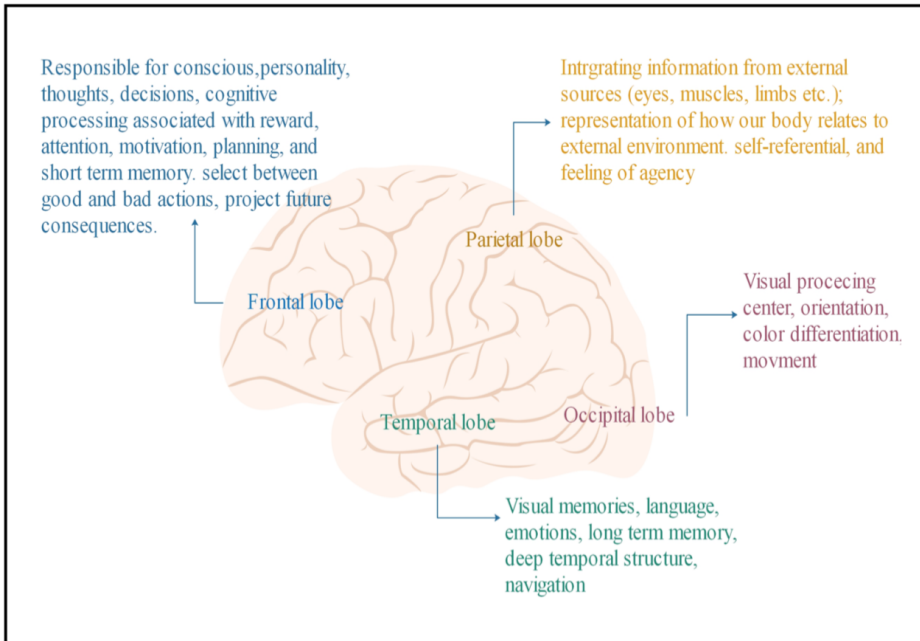 Responsible for conscious,personality,
thoughts, decisions, cognitive
processing associated with reward,
attention, motivation, planning, and
short term memory. select between
good and bad actions, project future
consequences.
Intrgrating information from external
sources (eyes, muscles, limbs etc.);
representation of how our body relates to
external environment. self-referential, and
feeling of agency
Parietal lobe
Frontal lobe
Visual procecing
center, orientation,
color differentiation.
movment
Temporal lobe
Occipital lobe
Visual memories, language,
emotions, long term memory,
deep temporal structure,
navigation